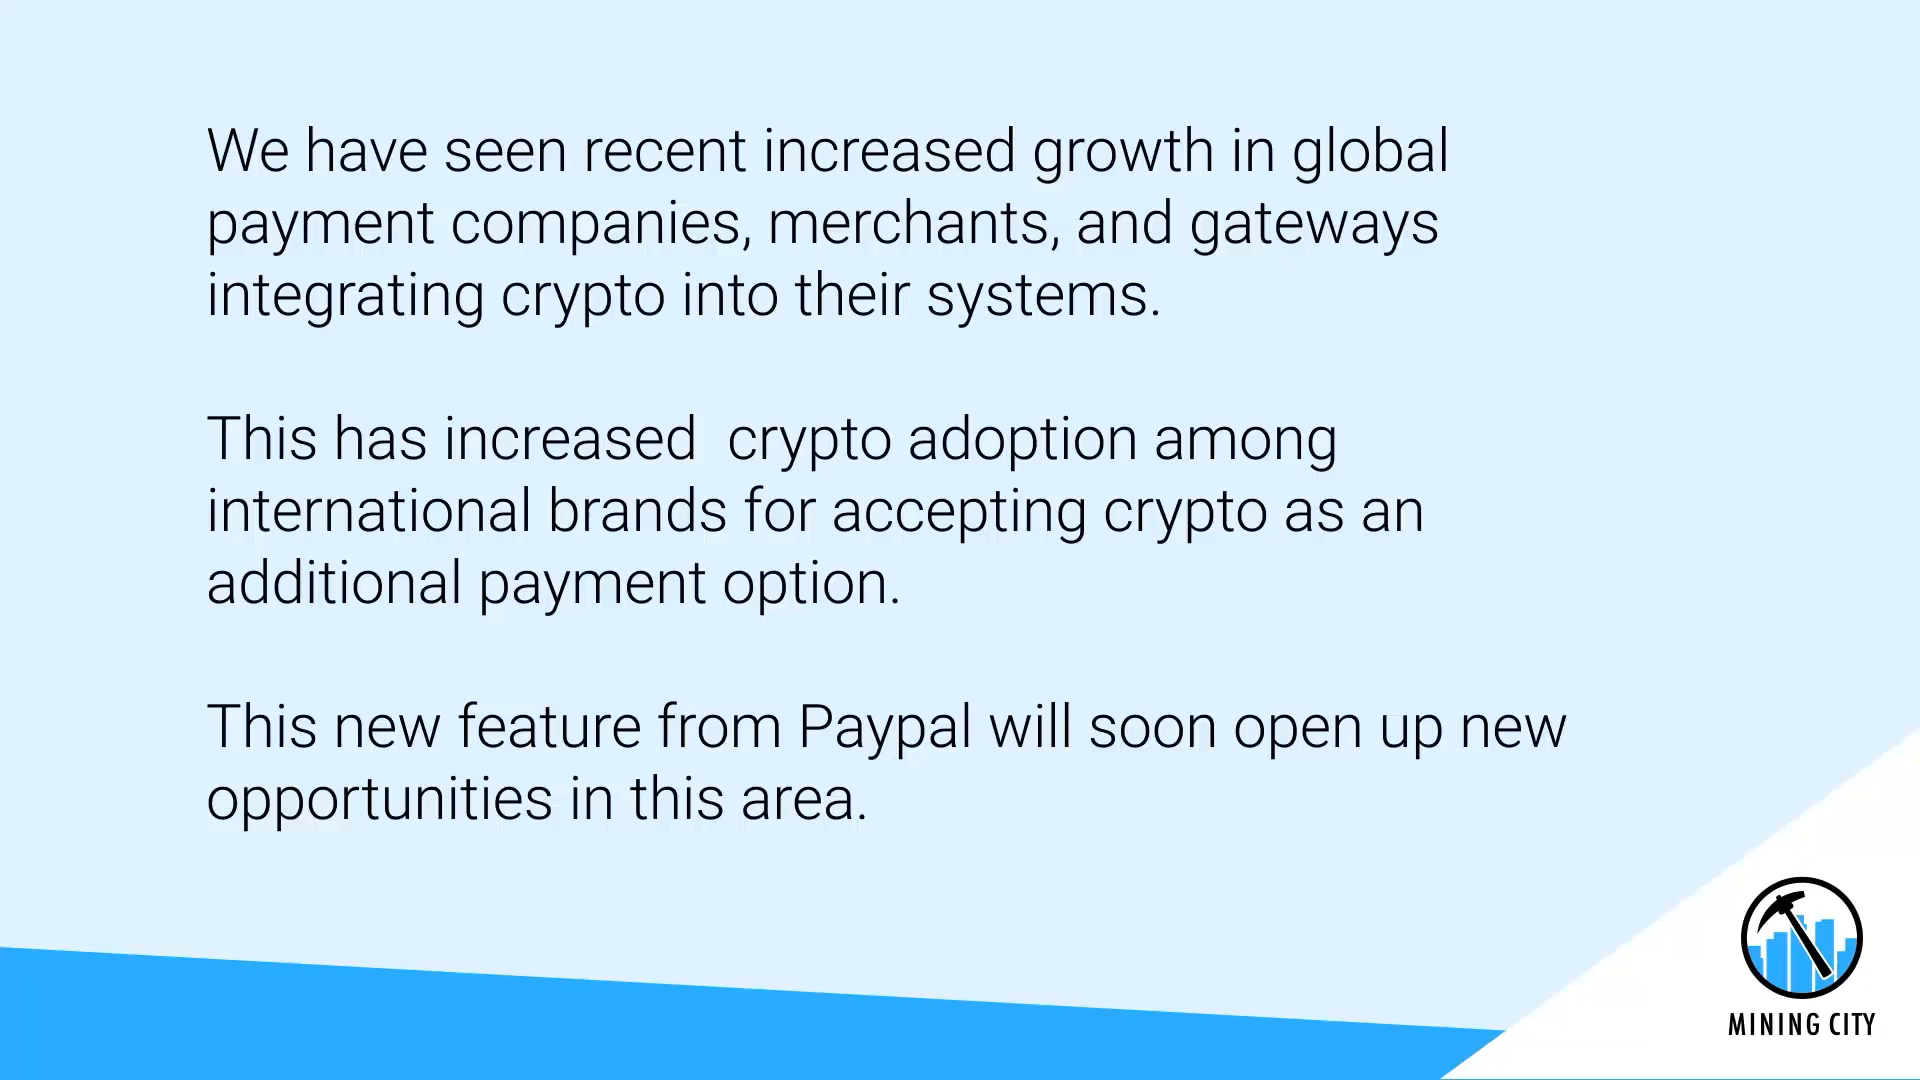 We have seen recent increased growth in global
payment companies, merchants, and gateways
integrating crypto into their systems.
This has increased  crypto adoption among
international brands for accepting crypto as an
additional payment option.
This new feature from Paypal will soon open up new
opportunities in this area.
MINING CITY